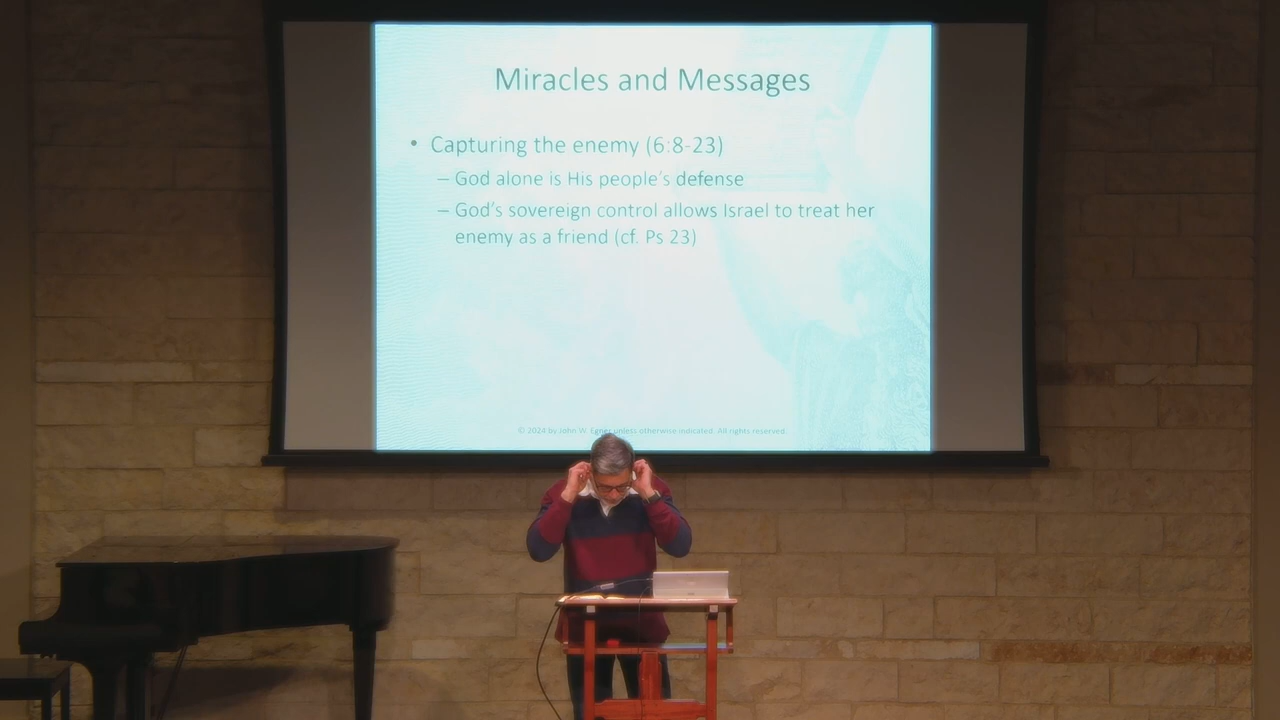 Miracles and Messages
• Capturing the enemy (6:8-23)
– God alone is His people's defense
– God's sovereign control allows Israel to treat her
enemy as a friend (cf. Ps 23)
© 2024 by John W. Egner unless otherwise indicated. All rights reserved.